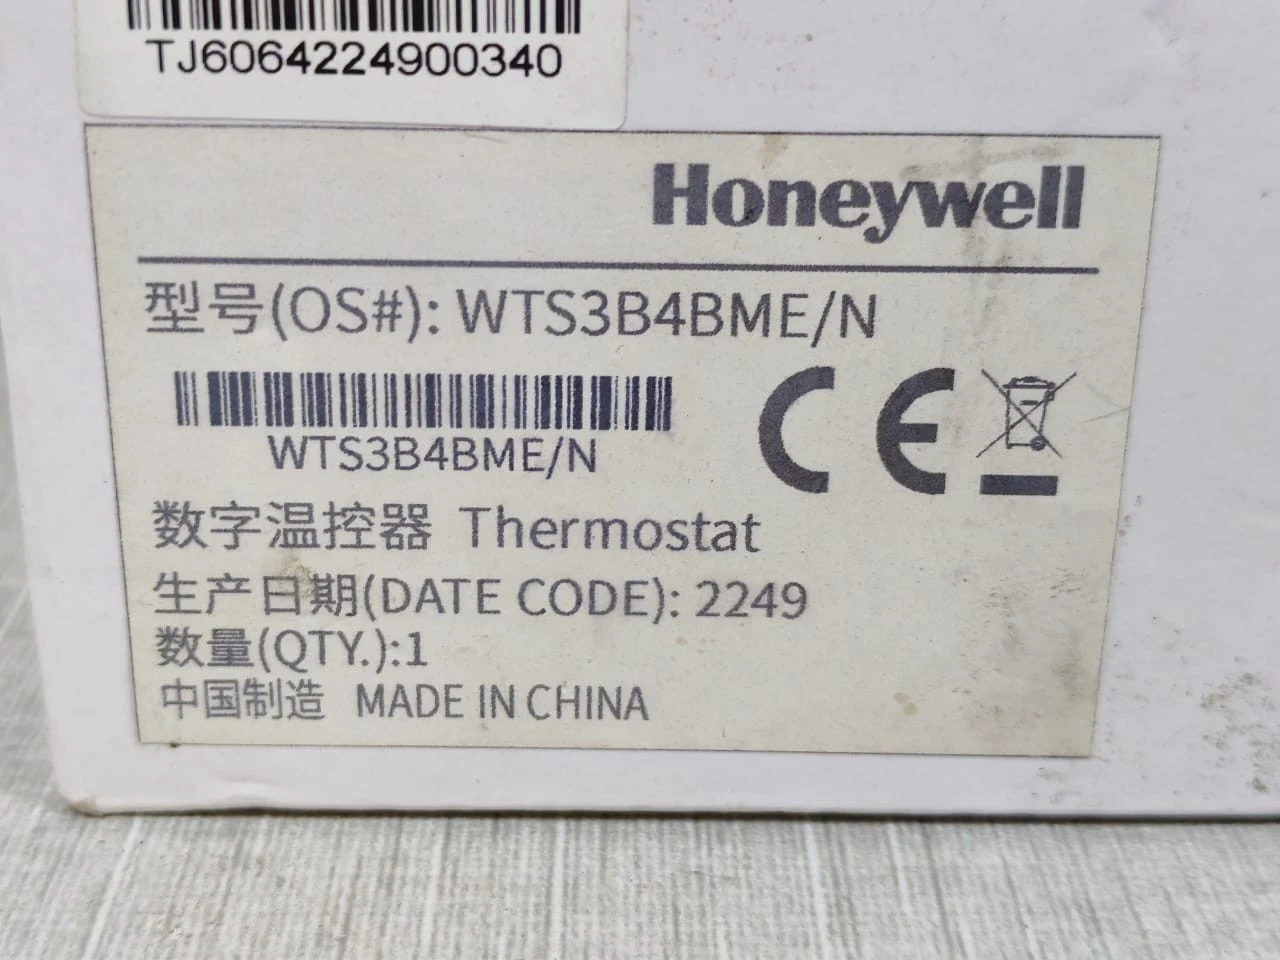 TJ6064224900340
Honeywell
型号(OS#): WTS3B4BME/N
WTS3B4BME/N
CE
数字温控器 Thermostat
生产日期(DATE CODE): 2249
数量(QTY.):1
中国制造 MADE IN CHINA